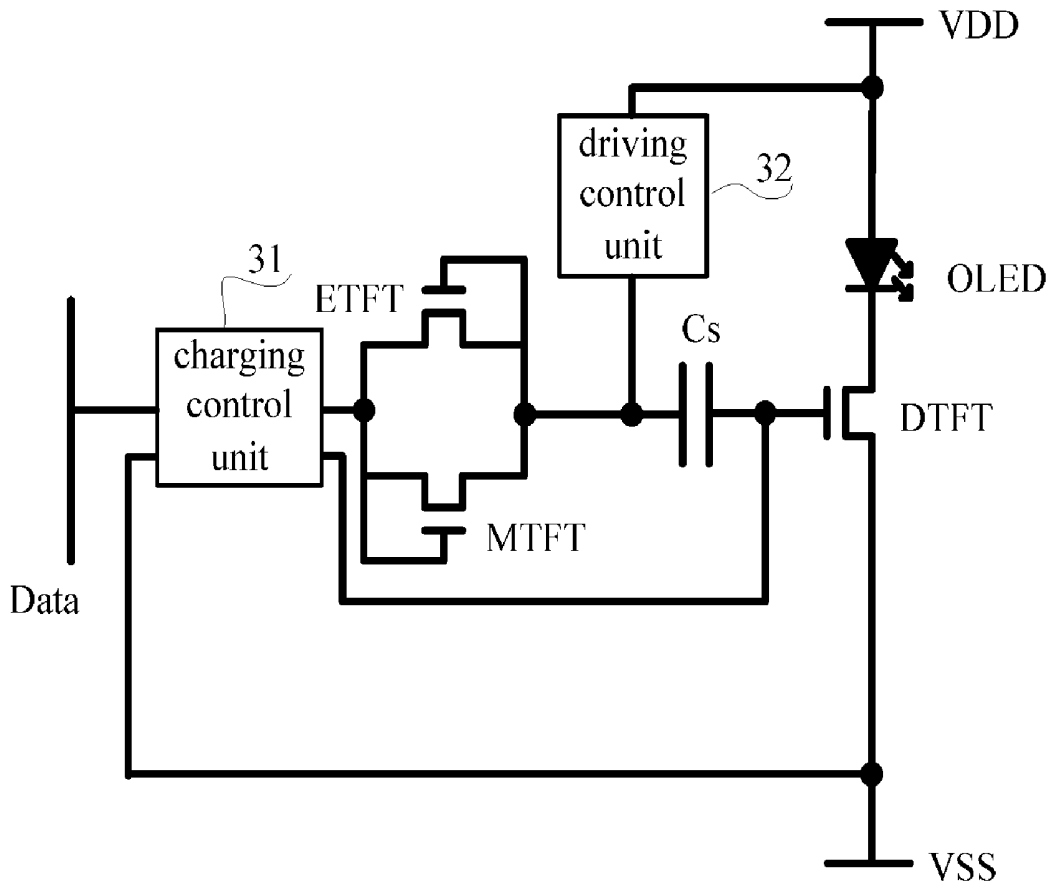 VDD
driving
control
unit
32
31
ETFT
OLED
Cs
charging
control
unit
DTFT
MTFT
Data
VSS